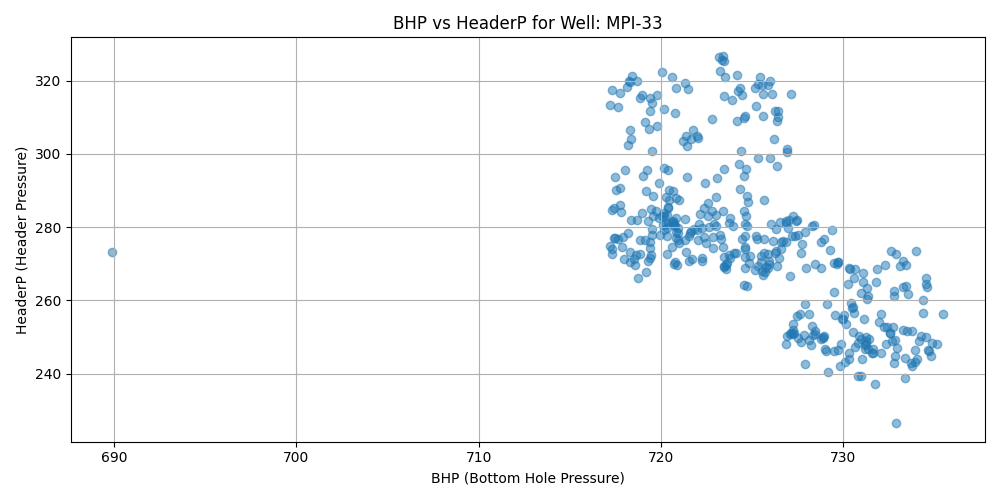 BHP vs HeaderP for Well: MPI-33
HeaderP (Header Pressure)
320
300
280
260
240
690 700 710 720 730
BHP (Bottom Hole Pressure)